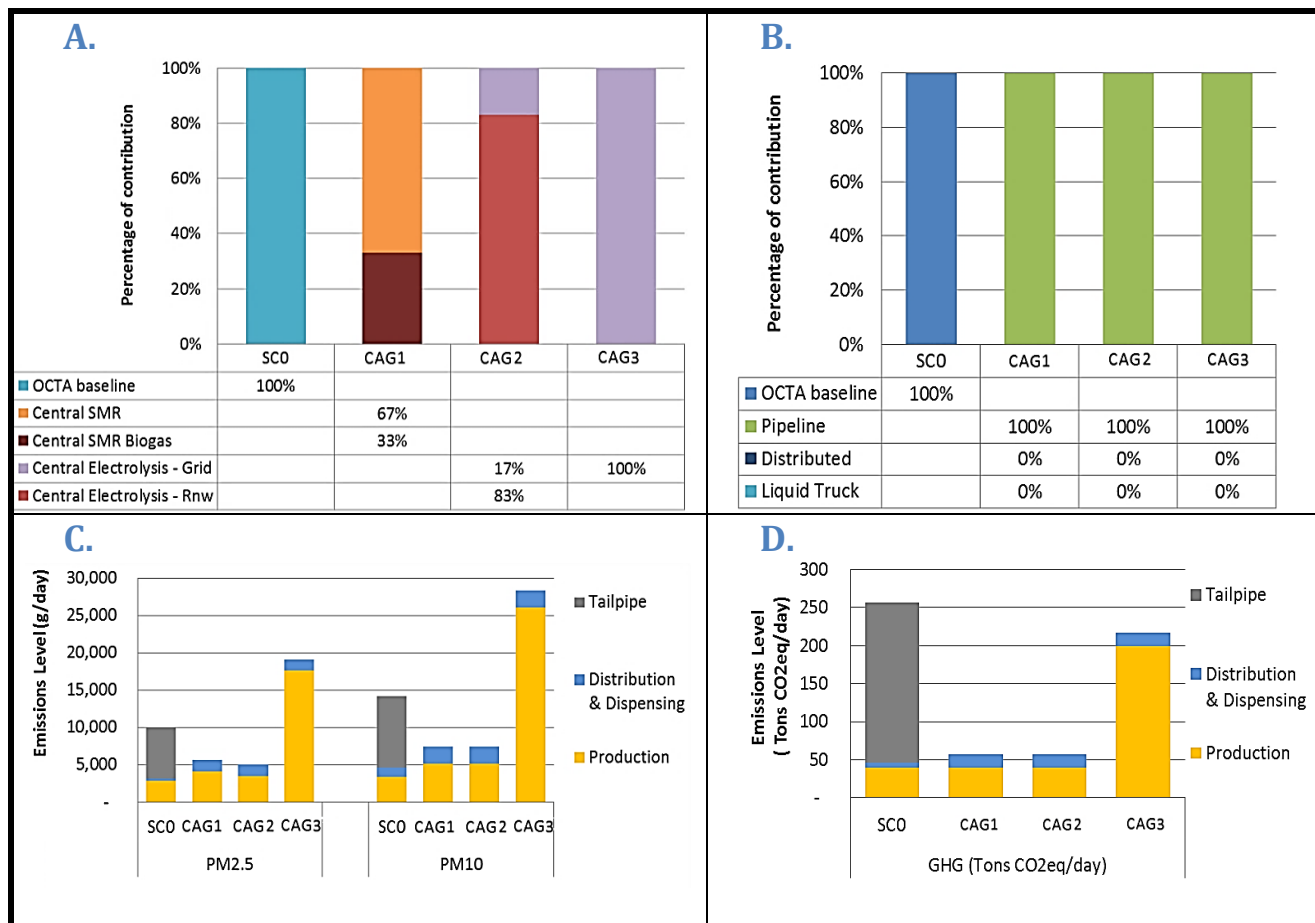 A.
Percentage of contribution
100%
80%
60%
40%
20%
0%
SC0 CAG1 CAG2 CAG3
OCTA baseline 100%
Central SMR 67%
Central SMR Biogas 33%
Central Electrolysis - Grid 17% 100%
Central Electrolysis - Rnw 83%
B.
Percentage of contribution
100%
80%
60%
40%
20%
0%
SC0 CAG1 CAG2 CAG3
OCTA baseline 100%
Pipeline 100% 100% 100%
Distributed 0% 0% 0%
Liquid Truck 0% 0% 0%
C.
Emissions Level (g/day)
30,000
25,000
20,000
15,000
10,000
5,000
-
SC0 CAG1 CAG2 CAG3 SC0 CAG1 CAG2 CAG3
PM2.5 PM10
Tailpipe
Distribution
& Dispensing
Production
D.
Emissions Level
( Tons CO2eq/day)
300
250
200
150
100
50
-
SC0 CAG1 CAG2 CAG3
GHG (Tons CO2eq/day)
Tailpipe
Distribution
& Dispensing
Production